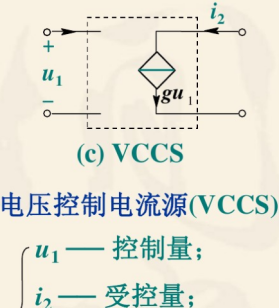 i₂
+
u₁
−
gu₁
(c) VCCS
电压控制电流源(VCCS)
u₁ — 控制量；
i₂ — 受控量；